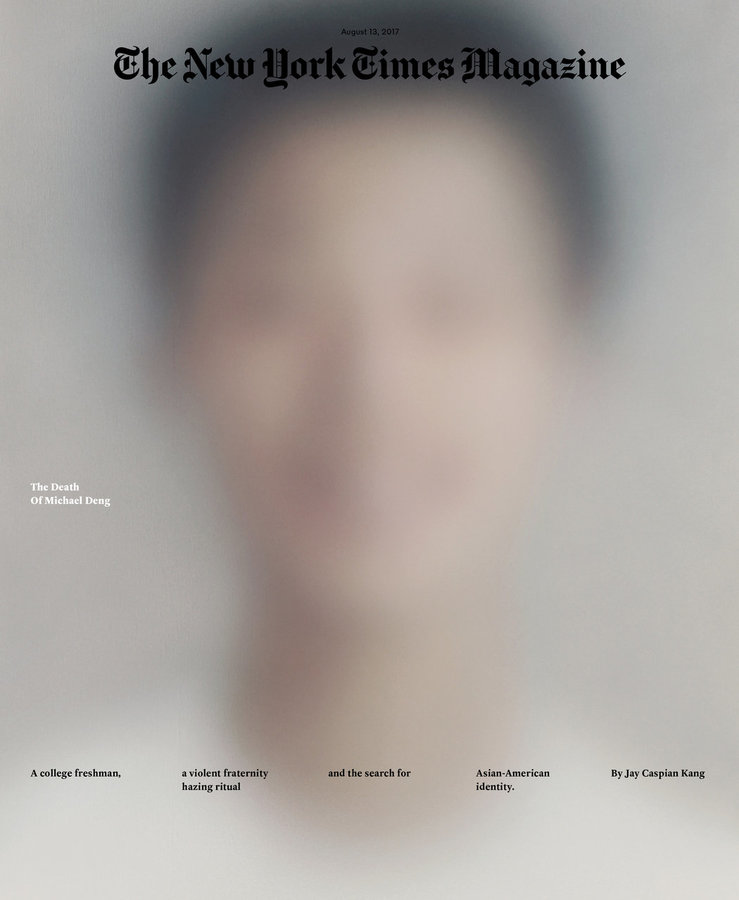 August 13, 2017
The New York Times Magazine
The Death
Of Michael Deng
A college freshman,
a violent fraternity
hazing ritual
and the search for
Asian-American
identity.
By Jay Caspian Kang